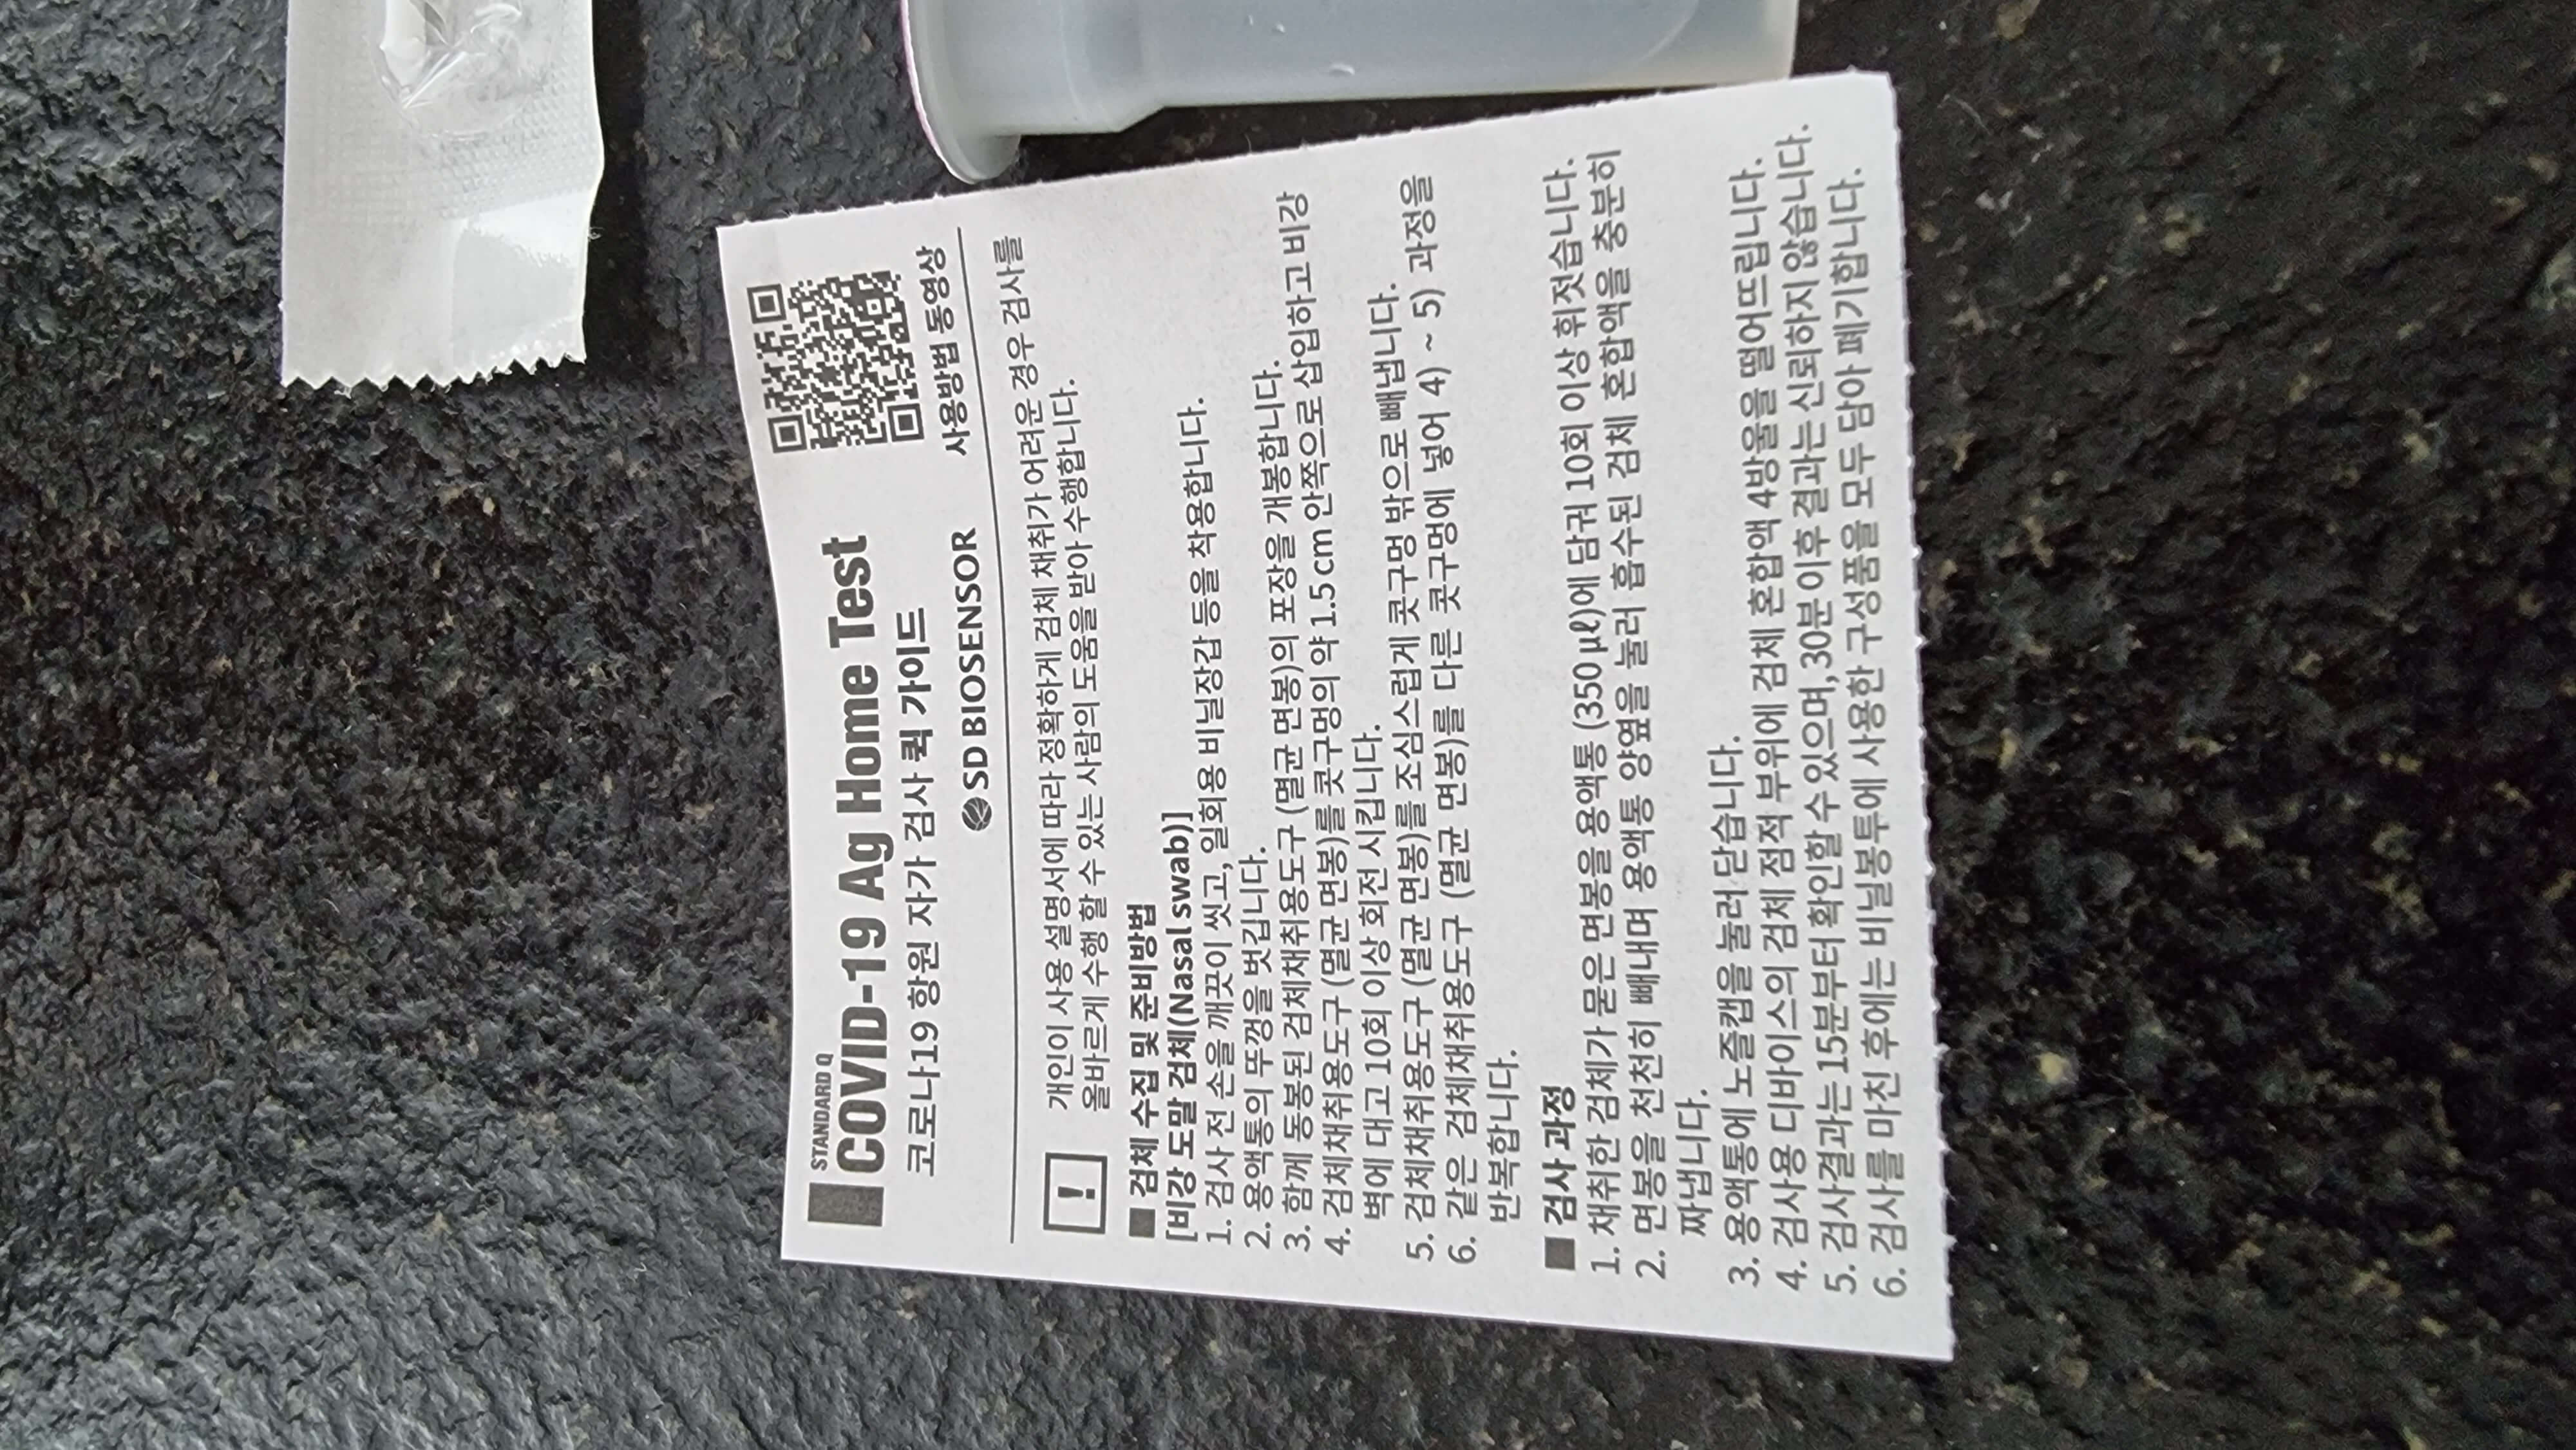 STANDARD Q
COVID-19 Ag Home Test
코로나19 항원 자가 검사 퀵 가이드
SD BIOSENSOR
사용방법 동영상
개인이 사용 설명서에 따라 정확하게 검체 채취가 어려운 경우 검사를
올바르게 수행 할 수 있는 사람의 도움을 받아 수행합니다.
■ 검체 수집 및 준비방법
[비강 도말 검체(Nasal swab)]
1. 검사 전 손을 깨끗이 씻고, 일회용 비닐장갑 등을 착용합니다.
2. 용액통의 뚜껑을 벗깁니다.
3. 함께 동봉된 검체채취용도구 (멸균 면봉)의 포장을 개봉합니다.
4. 검체채취용도구 (멸균 면봉)를 콧구멍의 약 1.5 cm 안쪽으로 삽입하고 비강
벽에 대고 10회 이상 회전 시킵니다.
5. 검체채취용도구 (멸균 면봉)를 조심스럽게 콧구멍 밖으로 빼냅니다.
6. 같은 검체채취용도구 (멸균 면봉)를 다른 콧구멍에 넣어 4) ~ 5) 과정을
반복합니다.
■ 검사 과정
1. 채취한 검체가 묻은 면봉을 용액통 (350 µℓ)에 담궈 10회 이상 휘젓습니다.
2. 면봉을 천천히 빼내며 용액통 양옆을 눌러 흡수된 검체 혼합액을 충분히
짜냅니다.
3. 용액통에 노즐캡을 눌러 닫습니다.
4. 검사용 디바이스의 검체 점적 부위에 검체 혼합액 4방울을 떨어뜨립니다.
5. 검사결과는 15분부터 확인할 수 있으며, 30분 이후 결과는 신뢰하지 않습니다.
6. 검사를 마친 후에는 비닐봉투에 사용한 구성품을 모두 담아 폐기합니다.